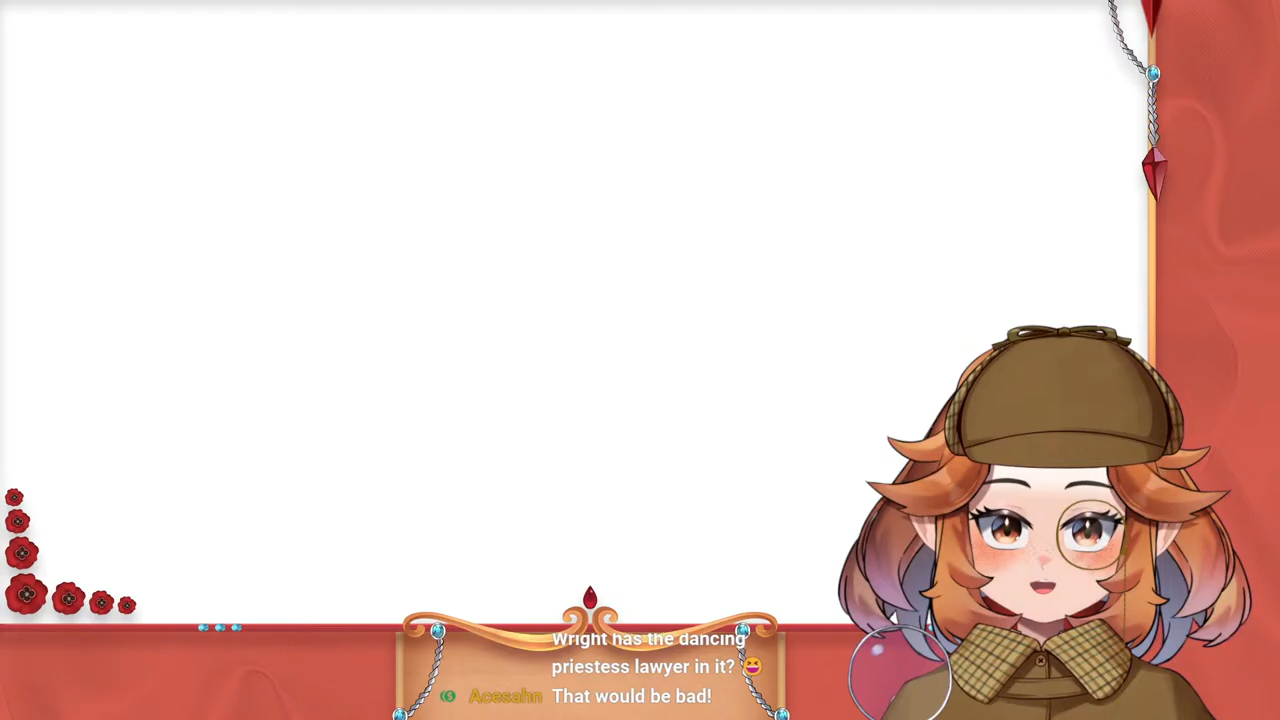 Wright has the dancing
priestess lawyer in it? 😆
Acesahn That would be bad!